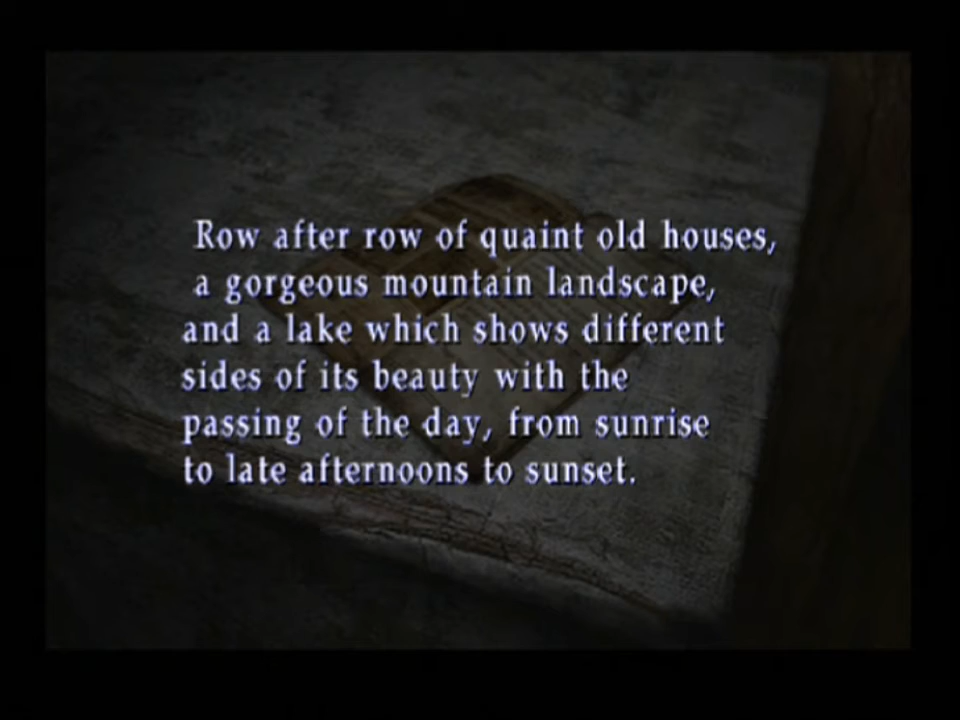 Row after row of quaint old houses,
a gorgeous mountain landscape,
and a lake which shows different
sides of its beauty with the
passing of the day, from sunrise
to late afternoons to sunset.